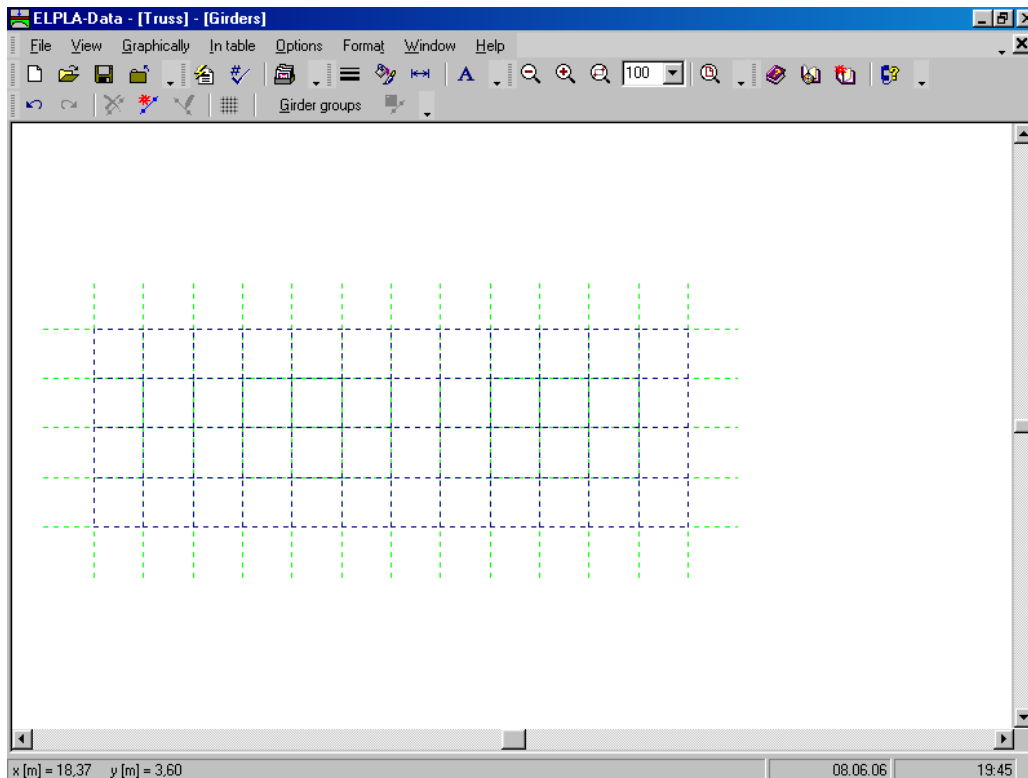 ELPLA-Data - [Truss] - [Girders]
File View Graphically In table Options Format Window Help
100
Girder groups
x [m] = 18,37 y [m] = 3,60 08.06.06 19:45